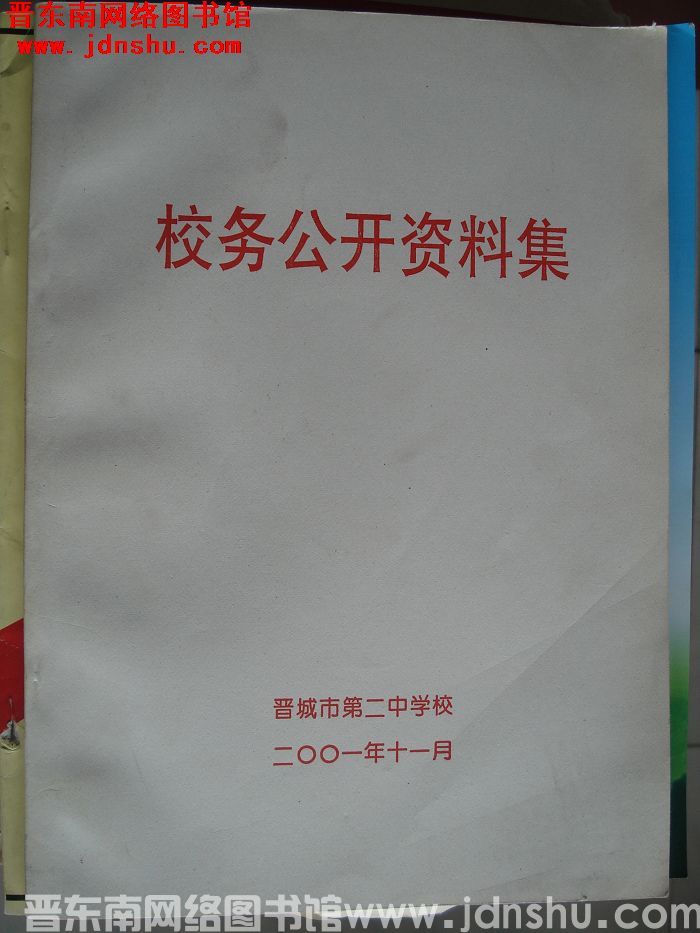 晋东南网络图书馆
www.jdnshu.com
校务公开资料集
晋城市第二中学校
二〇〇一年十一月
晋东南网络图书馆www.jdnshu.com